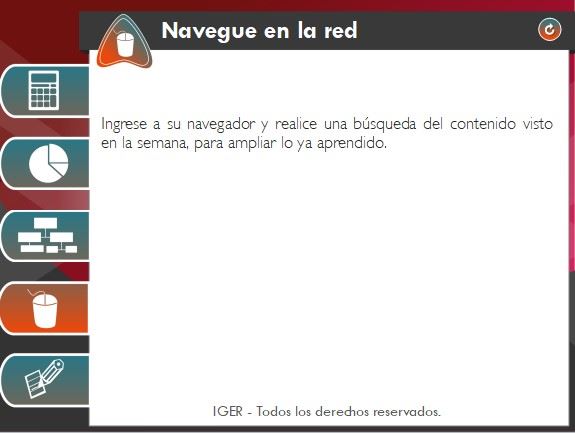 Navegue en la red
Ingrese a su navegador y realice una búsqueda del contenido visto
en la semana, para ampliar lo ya aprendido.
IGER - Todos los derechos reservados.